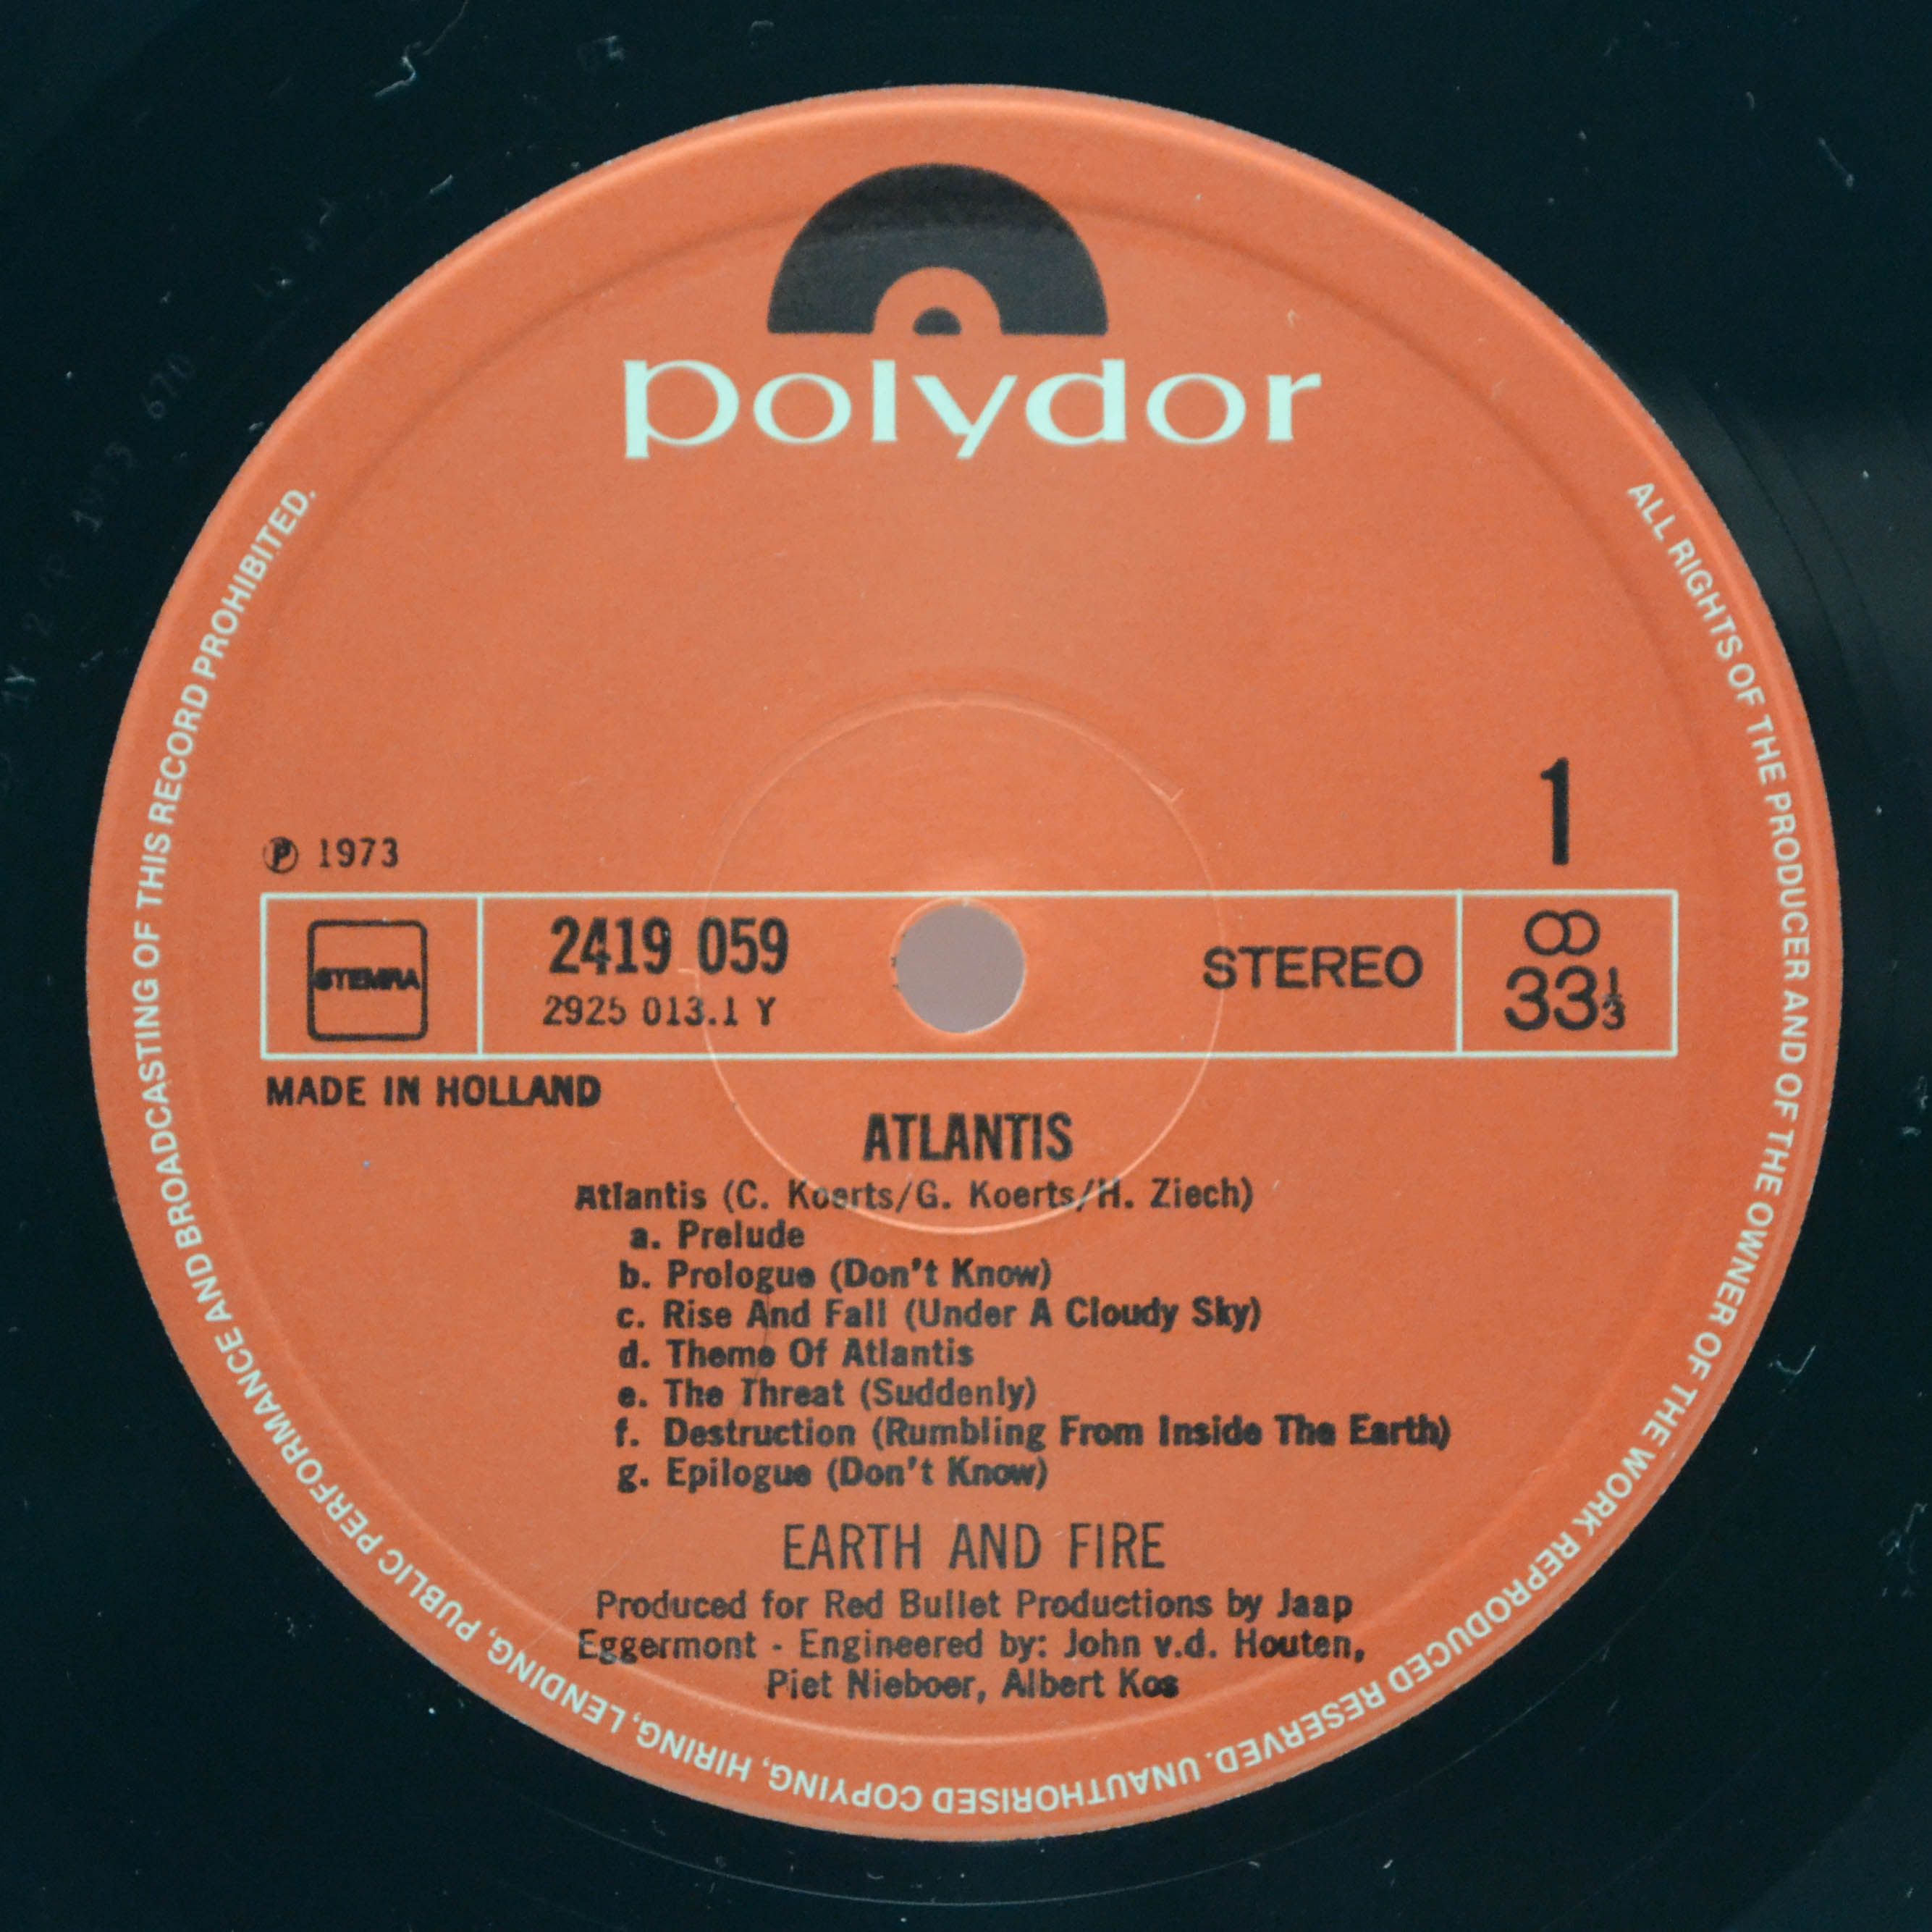 polydor
1
℗ 1973
STEMRA
2419 059
2925 013.1 Y
STEREO
33⅓
MADE IN HOLLAND
ATLANTIS
Atlantis (C. Koerts/G. Koerts/H. Ziech)
a. Prelude
b. Prologue (Don't Know)
c. Rise And Fall (Under A Cloudy Sky)
d. Theme Of Atlantis
e. The Threat (Suddenly)
f. Destruction (Rumbling From Inside The Earth)
g. Epilogue (Don't Know)
EARTH AND FIRE
Produced for Red Bullet Productions by Jaap
Eggermont - Engineered by: John v.d. Houten,
Piet Nieboer, Albert Kos
ALL RIGHTS OF THE PRODUCER AND OF THE OWNER OF THE WORK REPRODUCED RESERVED. UNAUTHORISED COPYING, HIRING, LENDING, PUBLIC PERFORMANCE AND BROADCASTING OF THIS RECORD PROHIBITED.